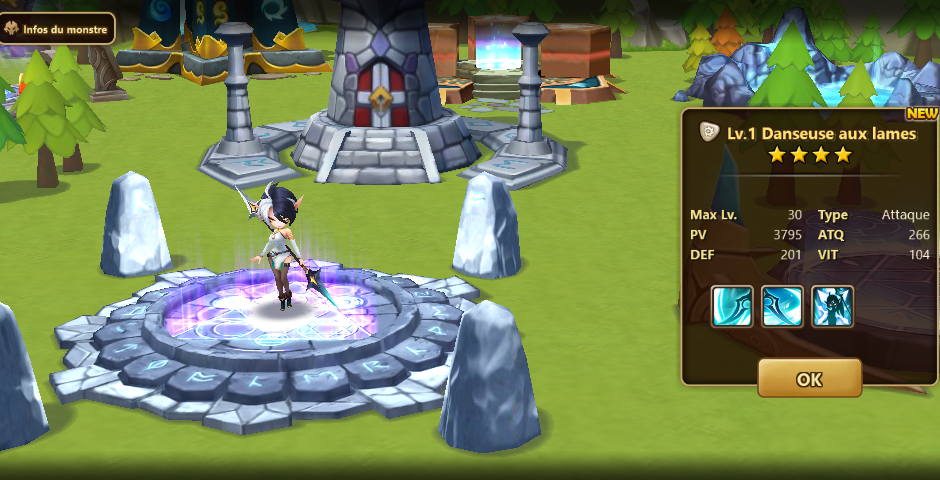 Infos du monstre
NEW
Lv.1 Danseuse aux lames
Max Lv. 30 Type Attaque
PV 3795 ATQ 266
DEF 201 VIT 104
OK